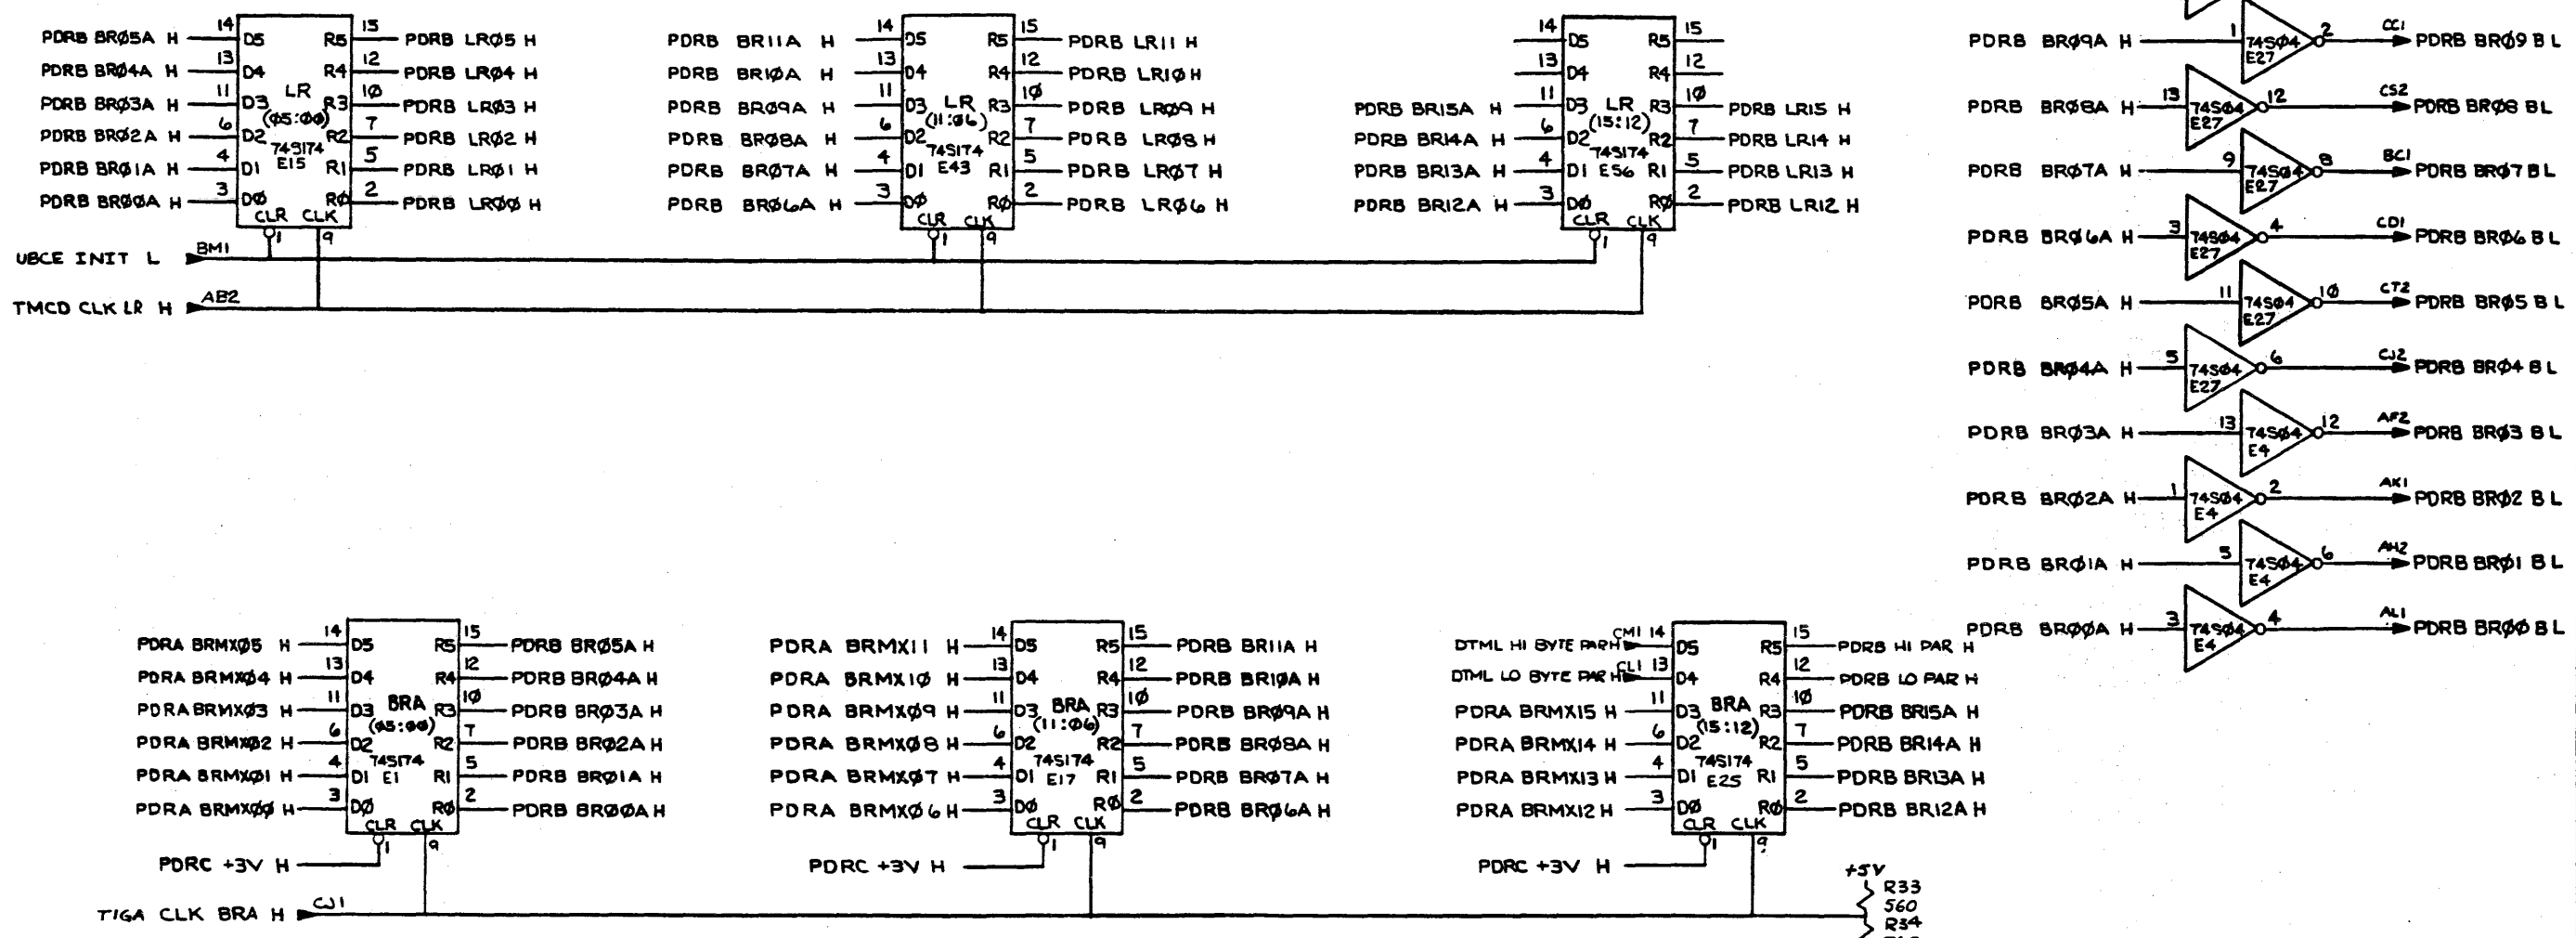 14 15
PDRB BRØ5A H D5 R5 PDRB LRØ5 H
13 12
PDRB BRØ4A H D4 R4 PDRB LRØ4 H
11 LR 10
PDRB BRØ3A H D3 R3 PDRB LRØ3 H
(Ø5:ØØ)
6 7
PDRB BRØ2A H D2 R2 PDRB LRØ2 H
74S174
4 5
PDRB BRØ1A H D1 E15 R1 PDRB LRØ1 H
3 2
PDRB BRØØA H DØ RØ PDRB LRØØ H
CLR CLK
1 9
14 15
PDRB BR11A H D5 R5 PDRB LR11 H
13 12
PDRB BR1ØA H D4 R4 PDRB LR1Ø H
11 1Ø
PDRB BRØ9A H D3 LR R3 PDRB LRØ9 H
(11:Ø6)
6 7
PDRB BRØ8A H D2 R2 PDRB LRØ8 H
74S174
4 5
PDRB BRØ7A H D1 E43 R1 PDRB LRØ7 H
3 2
PDRB BRØ6A H DØ RØ PDRB LRØ6 H
CLR CLK
1 9
14 15
D5 R5
13 12
D4 R4
11 1Ø
PDRB BR15A H D3 LR R3 PDRB LR15 H
(15:12)
6 7
PDRB BR14A H D2 R2 PDRB LR14 H
74S174
4 5
PDRB BR13A H D1 E56 R1 PDRB LR13 H
3 2
PDRB BR12A H DØ RØ PDRB LR12 H
CLR CLK
1 9
UBCE INIT L BM1
TMCD CLK LR H AB2
PDRB BRØ9A H 1 74SØ4 E27 2 CC1 PDRB BRØ9 B L
PDRB BRØ8A H 13 74SØ4 E27 12 CS2 PDRB BRØ8 B L
PDRB BRØ7A H 9 74SØ4 E27 8 BC1 PDRB BRØ7 B L
PDRB BRØ6A H 3 74SØ4 E27 4 CD1 PDRB BRØ6 B L
PDRB BRØ5A H 11 74SØ4 E27 1Ø CT2 PDRB BRØ5 B L
PDRB BRØ4A H 5 74SØ4 E27 6 CJ2 PDRB BRØ4 B L
PDRB BRØ3A H 13 74SØ4 E4 12 AF2 PDRB BRØ3 B L
PDRB BRØ2A H 1 74SØ4 E4 2 AK1 PDRB BRØ2 B L
PDRB BRØ1A H 5 74SØ4 E4 6 AH2 PDRB BRØ1 B L
PDRB BRØØA H 3 74SØ4 E4 4 AL1 PDRB BRØØ B L
14 15
PDRA BRMXØ5 H D5 R5 PDRB BRØ5A H
13 12
PDRA BRMXØ4 H D4 R4 PDRB BRØ4A H
11 1Ø
PDRA BRMXØ3 H D3 BRA R3 PDRB BRØ3A H
(Ø5:ØØ)
6 7
PDRA BRMXØ2 H D2 R2 PDRB BRØ2A H
74S174
4 5
PDRA BRMXØ1 H D1 E1 R1 PDRB BRØ1A H
3 2
PDRA BRMXØØ H DØ RØ PDRB BRØØA H
CLR CLK
1 9
PDRC +3V H
14 15
PDRA BRMX11 H D5 R5 PDRB BR11A H
13 12
PDRA BRMX1Ø H D4 R4 PDRB BR1ØA H
11 1Ø
PDRA BRMXØ9 H D3 BRA R3 PDRB BRØ9A H
(11:Ø6)
6 7
PDRA BRMXØ8 H D2 R2 PDRB BRØ8A H
74S174
4 5
PDRA BRMXØ7 H D1 E17 R1 PDRB BRØ7A H
3 2
PDRA BRMXØ6 H DØ RØ PDRB BRØ6A H
CLR CLK
1 9
PDRC +3V H
CM1 14 15
DTML HI BYTE PAR H D5 R5 PDRB HI PAR H
CL1 13 12
DTML LO BYTE PAR H D4 R4 PDRB LO PAR H
11 1Ø
PDRA BRMX15 H D3 BRA R3 PDRB BR15A H
(15:12)
6 7
PDRA BRMX14 H D2 R2 PDRB BR14A H
74S174
4 5
PDRA BRMX13 H D1 E25 R1 PDRB BR13A H
3 2
PDRA BRMX12 H DØ RØ PDRB BR12A H
CLR CLK
1 9
PDRC +3V H
TIGA CLK BRA H CJ1
+5V
R33
560
R34